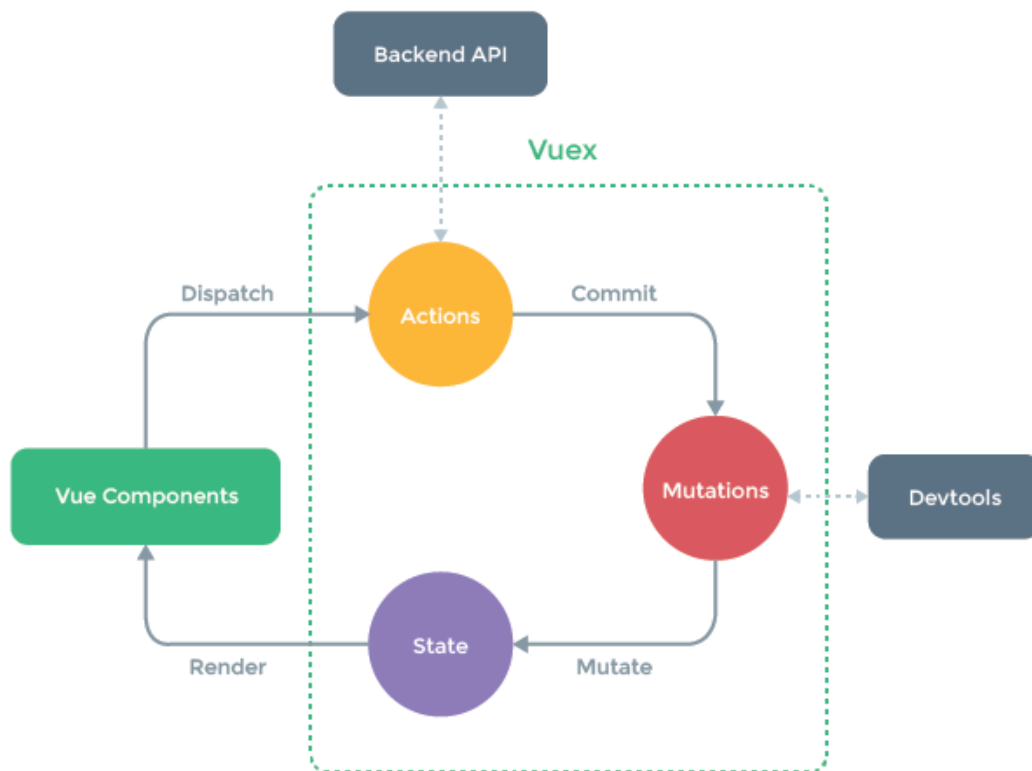 Backend API
Vuex
Dispatch
Commit
Actions
Vue Components
Mutations
Devtools
State
Render
Mutate